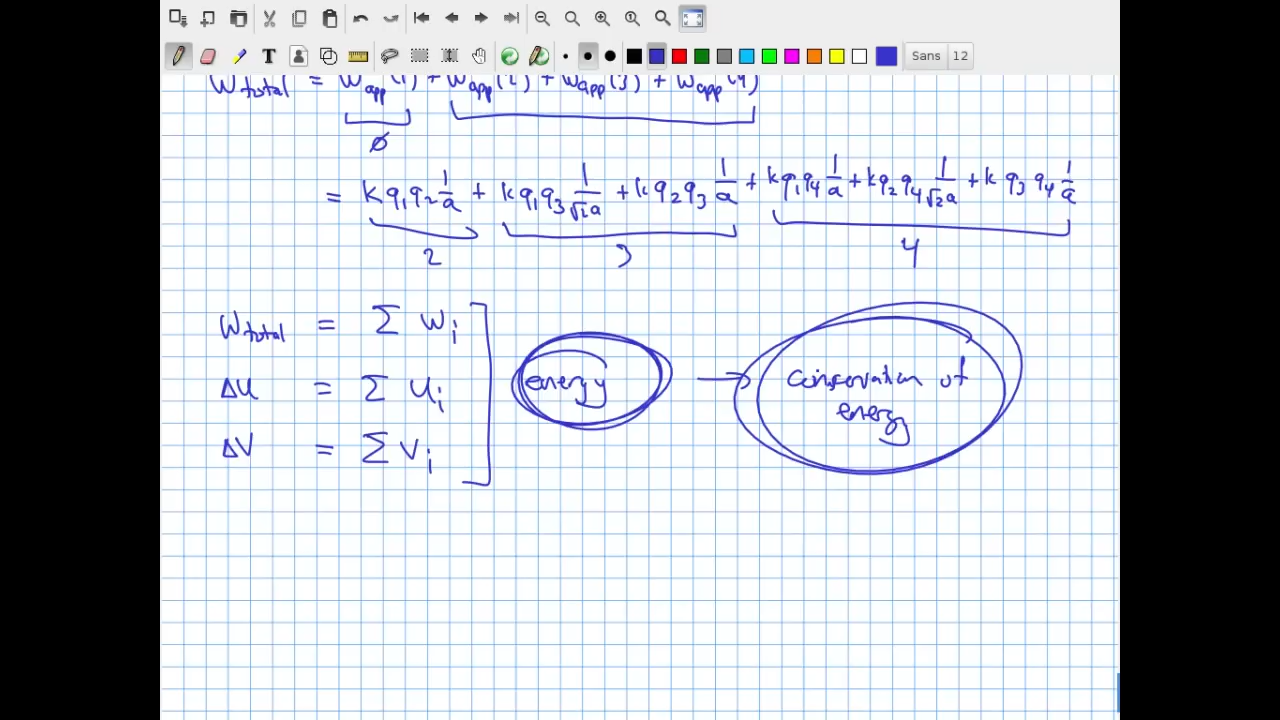 Sans 12
W total = W app (1) + W app (2) + W app (3) + W app (4)
∅
= k q₁ q₂ 1/a + k q₁ q₃ 1/√2 a + k q₂ q₃ 1/a + k q₁ q₄ 1/a + k q₂ q₄ 1/√2 a + k q₃ q₄ 1/a
2 3 4
W total = Σ Wᵢ
ΔU = Σ Uᵢ
ΔV = Σ Vᵢ
energy → conservation of
energy